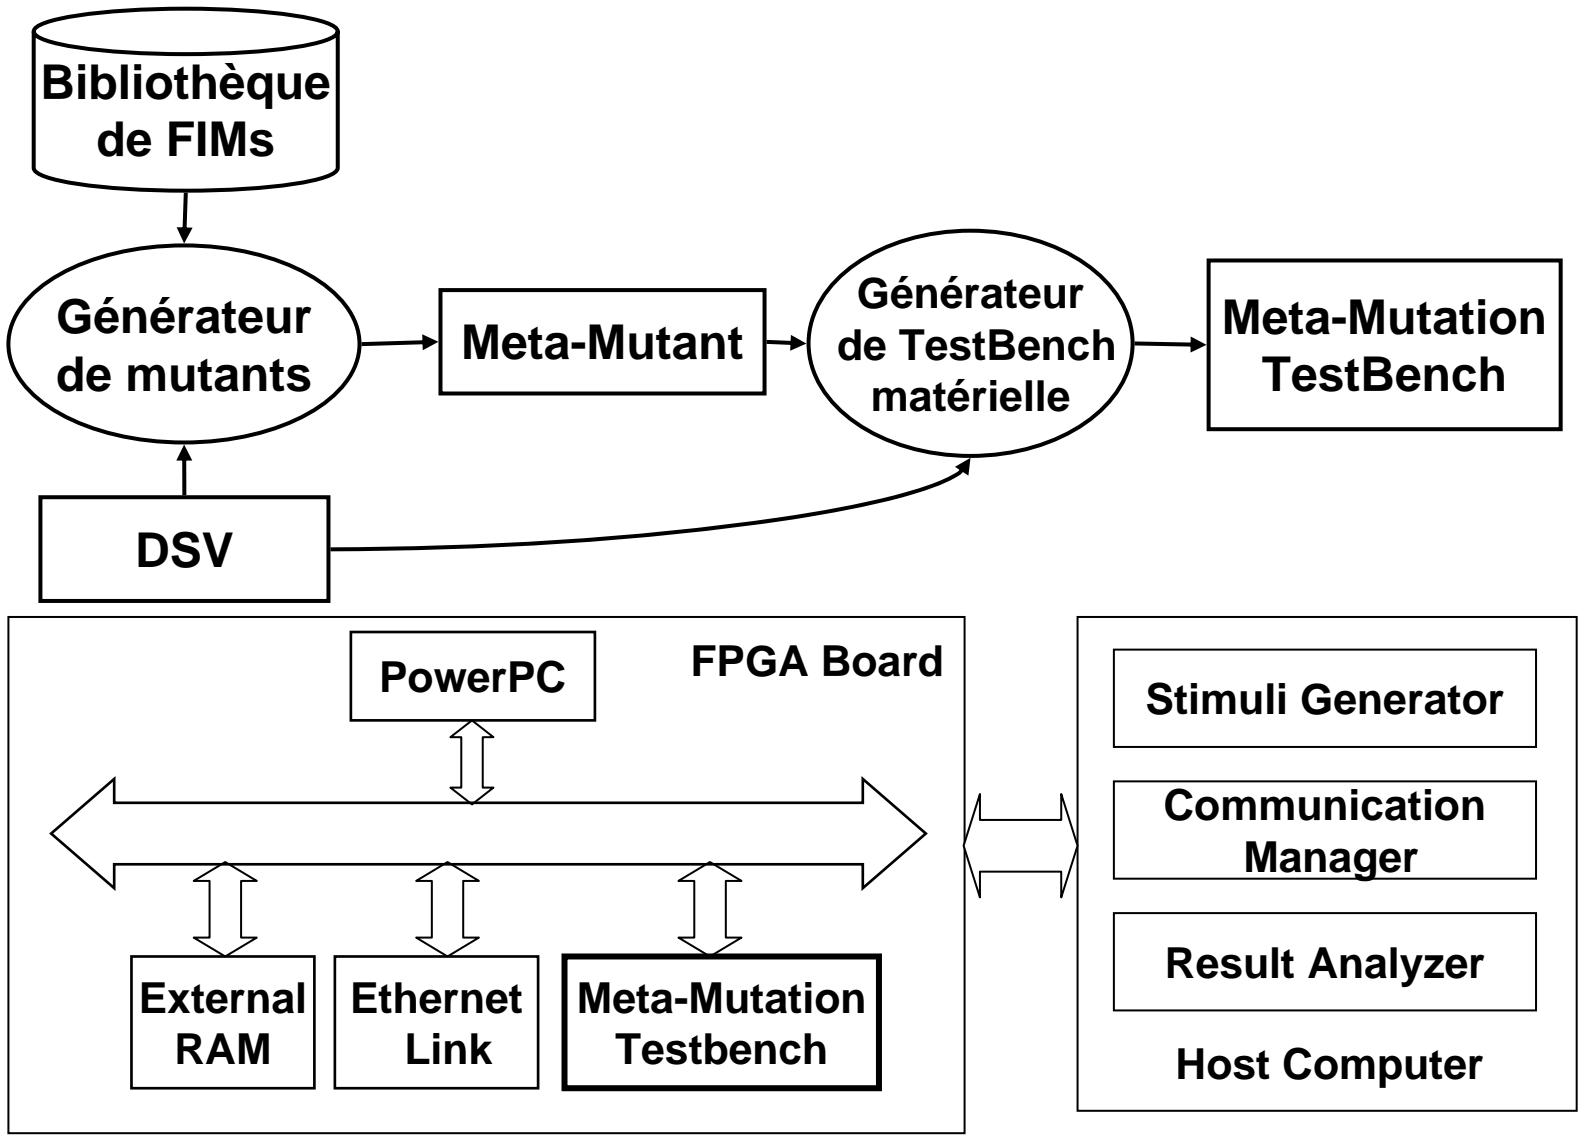 Bibliothèque
de FIMs
Générateur
de mutants
Meta-Mutant
Générateur
de TestBench
matérielle
Meta-Mutation
TestBench
DSV
FPGA Board
PowerPC
External
RAM
Ethernet
Link
Meta-Mutation
Testbench
Stimuli Generator
Communication
Manager
Result Analyzer
Host Computer